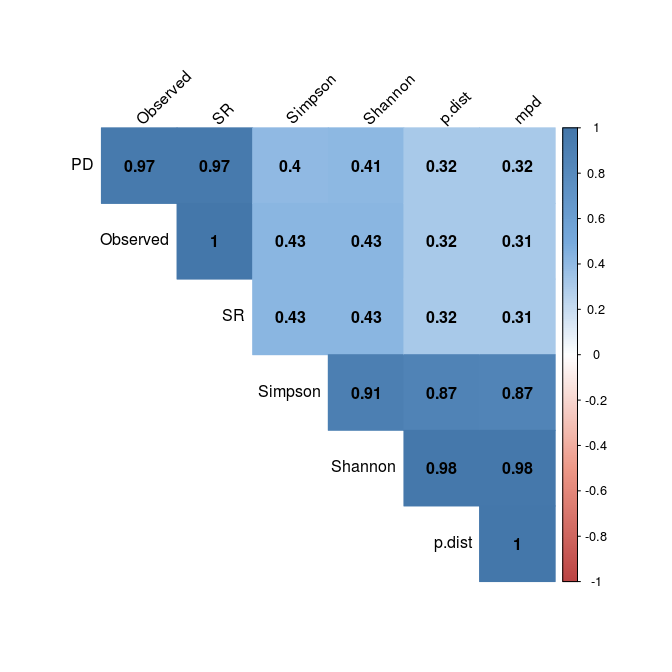 Observed SR Simpson Shannon p.dist mpd
PD 0.97 0.97 0.4 0.41 0.32 0.32
Observed 1 0.43 0.43 0.32 0.31
SR 0.43 0.43 0.32 0.31
Simpson 0.91 0.87 0.87
Shannon 0.98 0.98
p.dist 1
1
0.8
0.6
0.4
0.2
0
-0.2
-0.4
-0.6
-0.8
-1